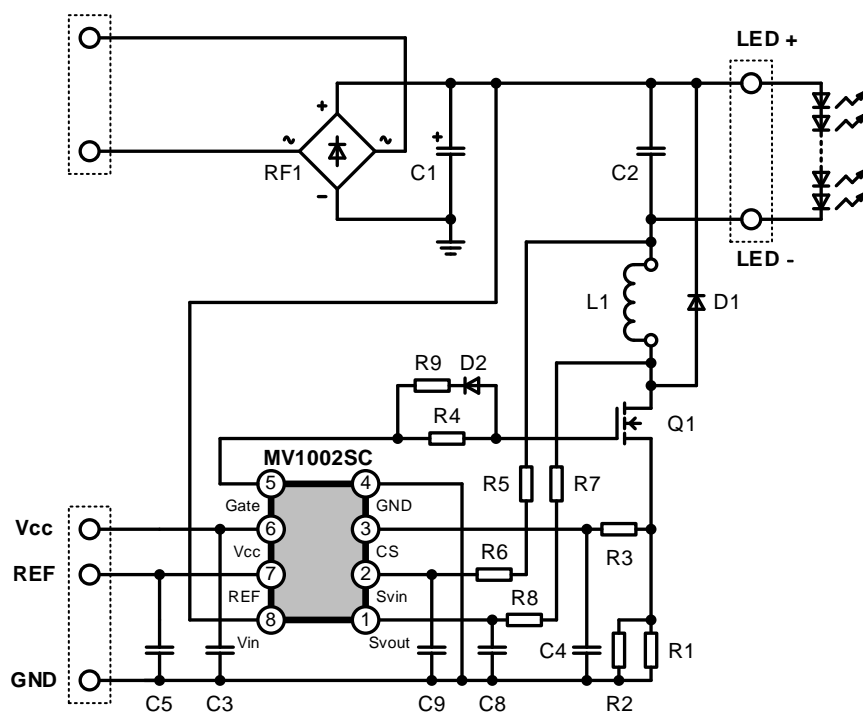 LED +
+
+
~
~
RF1
-
C1
C2
LED -
L1
D1
R9
D2
R4
Q1
MV1002SC
5
4
R5
R7
Gate
GND
Vcc
6
3
Vcc
CS
R6
R3
REF
7
2
REF
Svin
R8
8
1
Vin
Svout
C4
R1
GND
C5
C3
C9
C8
R2